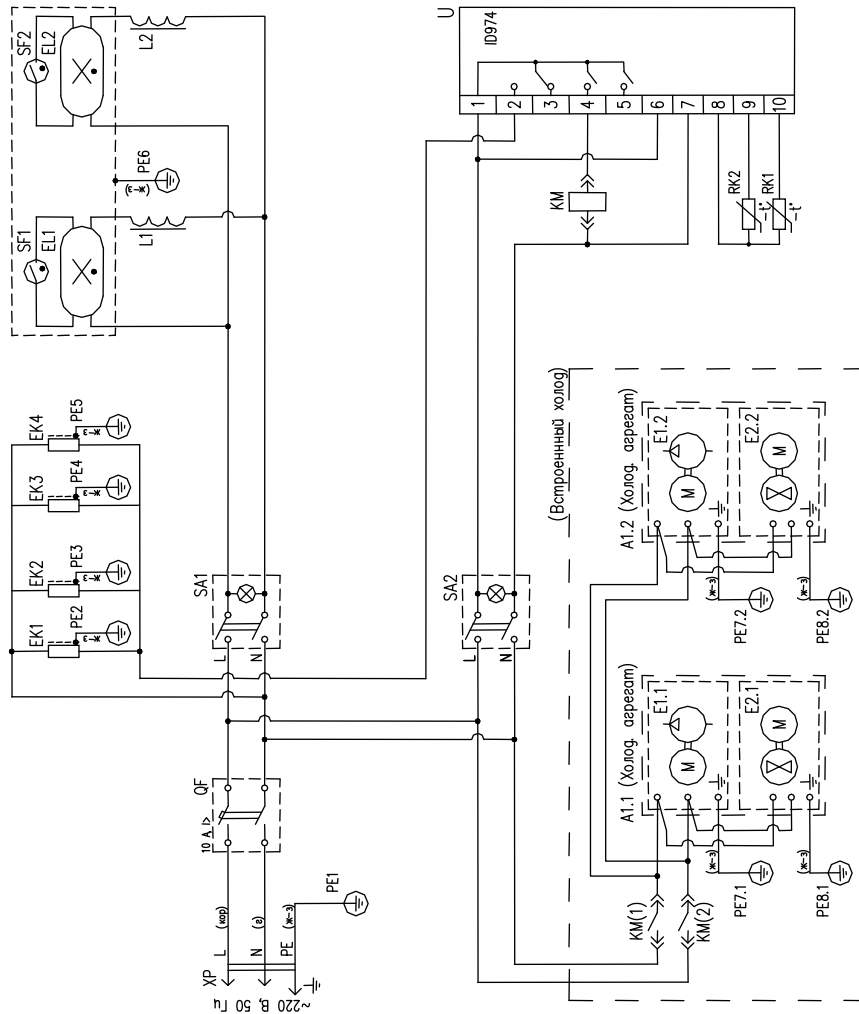 SF2
EL2
L2
PE6
(ж-з)
SF1
EL1
L1
U
ID974
1
2
3
4
5
6
7
8
9
10
KM
RK2
-t°
RK1
-t°
EK4
PE5
ж-з
EK3
PE4
ж-з
EK2
PE3
ж-з
EK1
PE2
ж-з
SA1
L
N
SA2
L
N
QF
10 А I>
XP
L
(кор)
N
(г)
PE
(ж-з)
PE1
~220 В, 50 Гц
(Встроеннный холод)
A1.2 (Холод. агрегат)
E1.2
M
E2.2
M
(ж-з)
PE7.2
(ж-з)
PE8.2
A1.1 (Холод. агрегат)
E1.1
M
E2.1
M
(ж-з)
PE7.1
(ж-з)
PE8.1
KM(1)
KM(2)